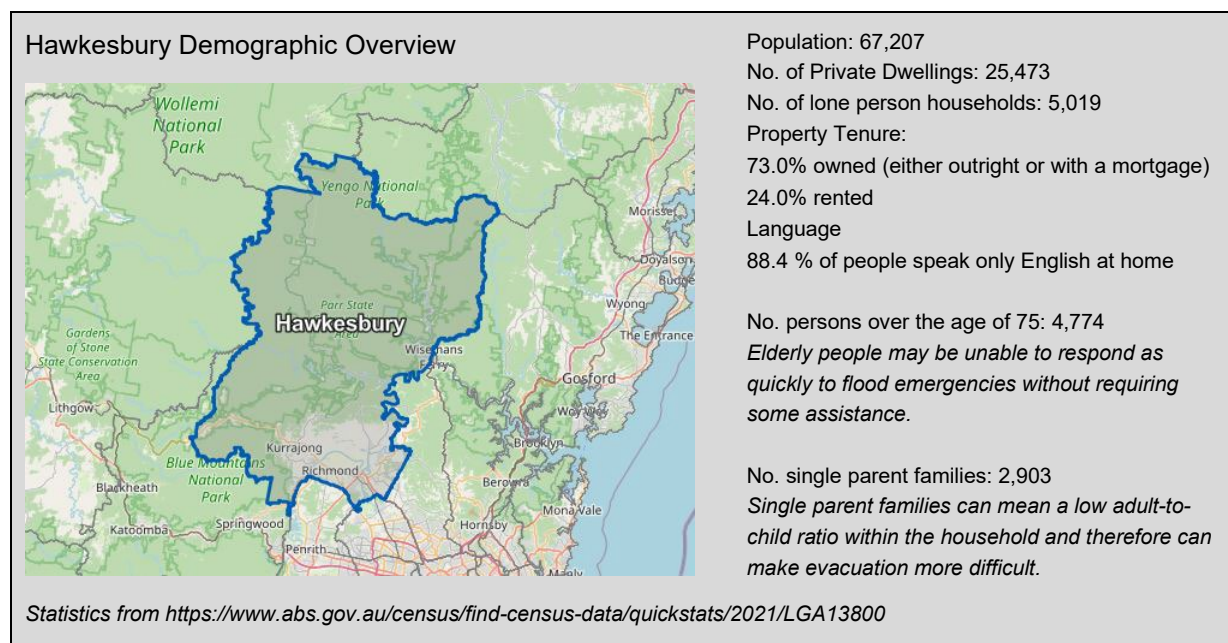 Hawkesbury Demographic Overview
Wollemi
National
Park
Yengo National
Park
Morisset
Doyalson
Budge
Wyong
Parr State
Area
Hawkesbury
The Entrance
Gardens
of Stone
State Conservation
Area
Wisemans
Ferry
Gosford
Lithgow
Woy Woy
Kurrajong
Brooklyn
Blue Mountains
National
Park
Richmond
Blackheath
Berowra
Mona Vale
Katoomba
Springwood
Hornsby
Penrith
Manly
Population: 67,207
No. of Private Dwellings: 25,473
No. of lone person households: 5,019
Property Tenure:
73.0% owned (either outright or with a mortgage)
24.0% rented
Language
88.4 % of people speak only English at home
No. persons over the age of 75: 4,774
Elderly people may be unable to respond as
quickly to flood emergencies without requiring
some assistance.
No. single parent families: 2,903
Single parent families can mean a low adult-to-
child ratio within the household and therefore can
make evacuation more difficult.
Statistics from https://www.abs.gov.au/census/find-census-data/quickstats/2021/LGA13800